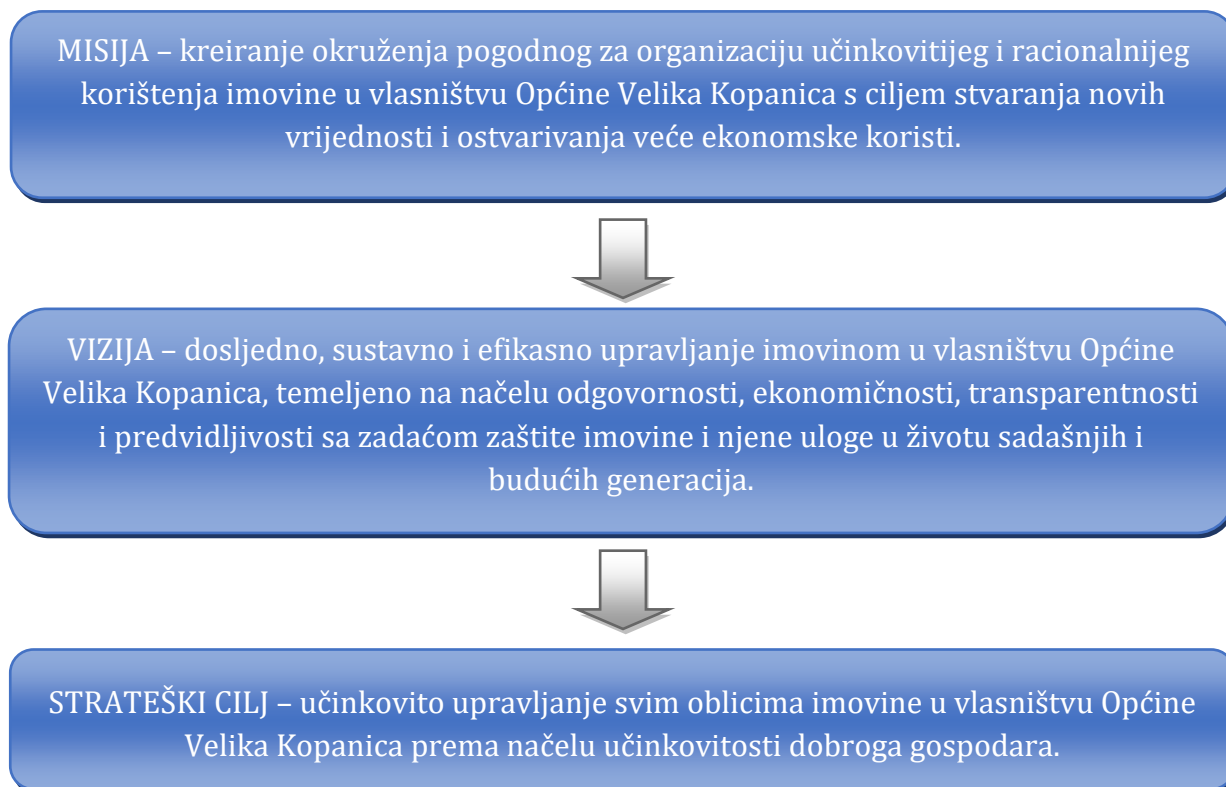 MISIJA – kreiranje okruženja pogodnog za organizaciju učinkovitijeg i racionalnijeg
korištenja imovine u vlasništvu Općine Velika Kopanica s ciljem stvaranja novih
vrijednosti i ostvarivanja veće ekonomske koristi.
VIZIJA – dosljedno, sustavno i efikasno upravljanje imovinom u vlasništvu Općine
Velika Kopanica, temeljeno na načelu odgovornosti, ekonomičnosti, transparentnosti
i predvidljivosti sa zadaćom zaštite imovine i njene uloge u životu sadašnjih i
budućih generacija.
STRATEŠKI CILJ – učinkovito upravljanje svim oblicima imovine u vlasništvu Općine
Velika Kopanica prema načelu učinkovitosti dobroga gospodara.